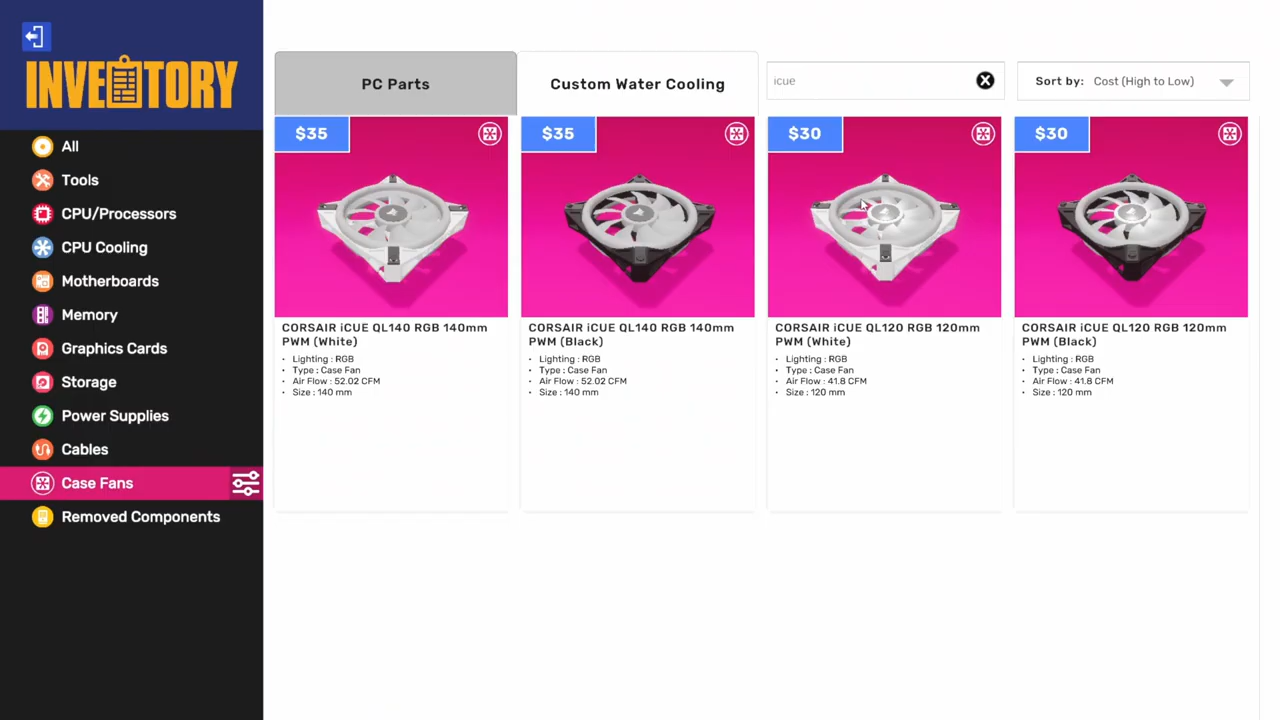 INVENTORY
All
Tools
CPU/Processors
CPU Cooling
Motherboards
Memory
Graphics Cards
Storage
Power Supplies
Cables
Case Fans
Removed Components
PC Parts
Custom Water Cooling
icue
Sort by: Cost (High to Low)
$35
CORSAIR iCUE QL140 RGB 140mm
PWM (White)
• Lighting : RGB
• Type : Case Fan
• Air Flow : 52.02 CFM
• Size : 140 mm
$35
CORSAIR iCUE QL140 RGB 140mm
PWM (Black)
• Lighting : RGB
• Type : Case Fan
• Air Flow : 52.02 CFM
• Size : 140 mm
$30
CORSAIR iCUE QL120 RGB 120mm
PWM (White)
• Lighting : RGB
• Type : Case Fan
• Air Flow : 41.8 CFM
• Size : 120 mm
$30
CORSAIR iCUE QL120 RGB 120mm
PWM (Black)
• Lighting : RGB
• Type : Case Fan
• Air Flow : 41.8 CFM
• Size : 120 mm